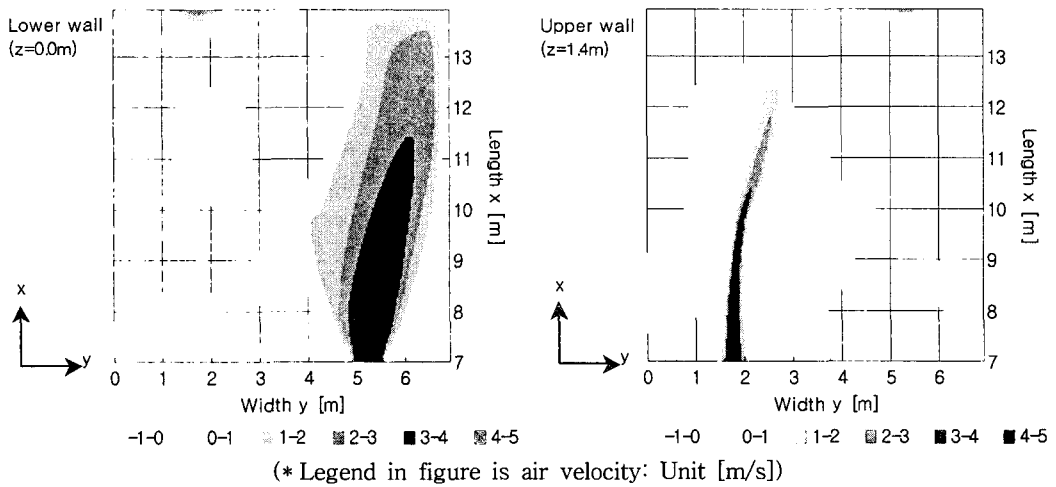 Lower wall
(z=0.0m)
13
12
11
10
9
8
7
Length x [m]
x
y
0 1 2 3 4 5 6
Width y [m]
-1-0 0-1 1-2 2-3 3-4 4-5
Upper wall
(z=1.4m)
13
12
11
10
9
8
7
Length x [m]
x
y
0 1 2 3 4 5 6
Width y [m]
-1-0 0-1 1-2 2-3 3-4 4-5
(* Legend in figure is air velocity: Unit [m/s])